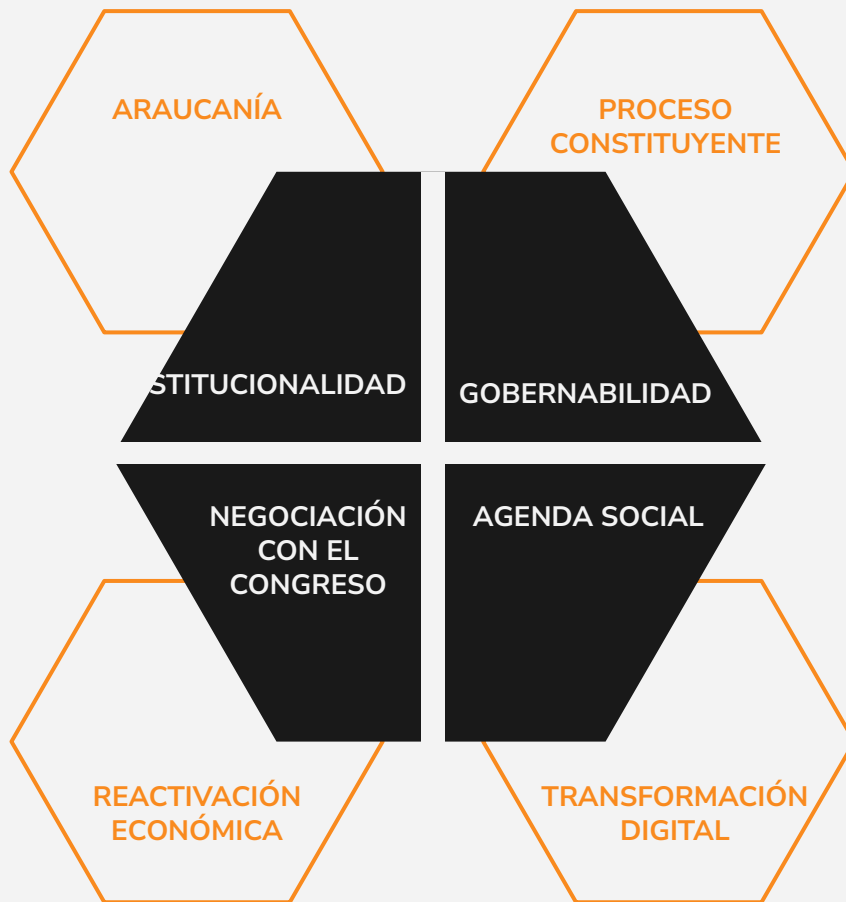 ARAUCANÍA
PROCESO
CONSTITUYENTE
STITUCIONALIDAD
GOBERNABILIDAD
NEGOCIACIÓN
CON EL
CONGRESO
AGENDA SOCIAL
REACTIVACIÓN
ECONÓMICA
TRANSFORMACIÓN
DIGITAL